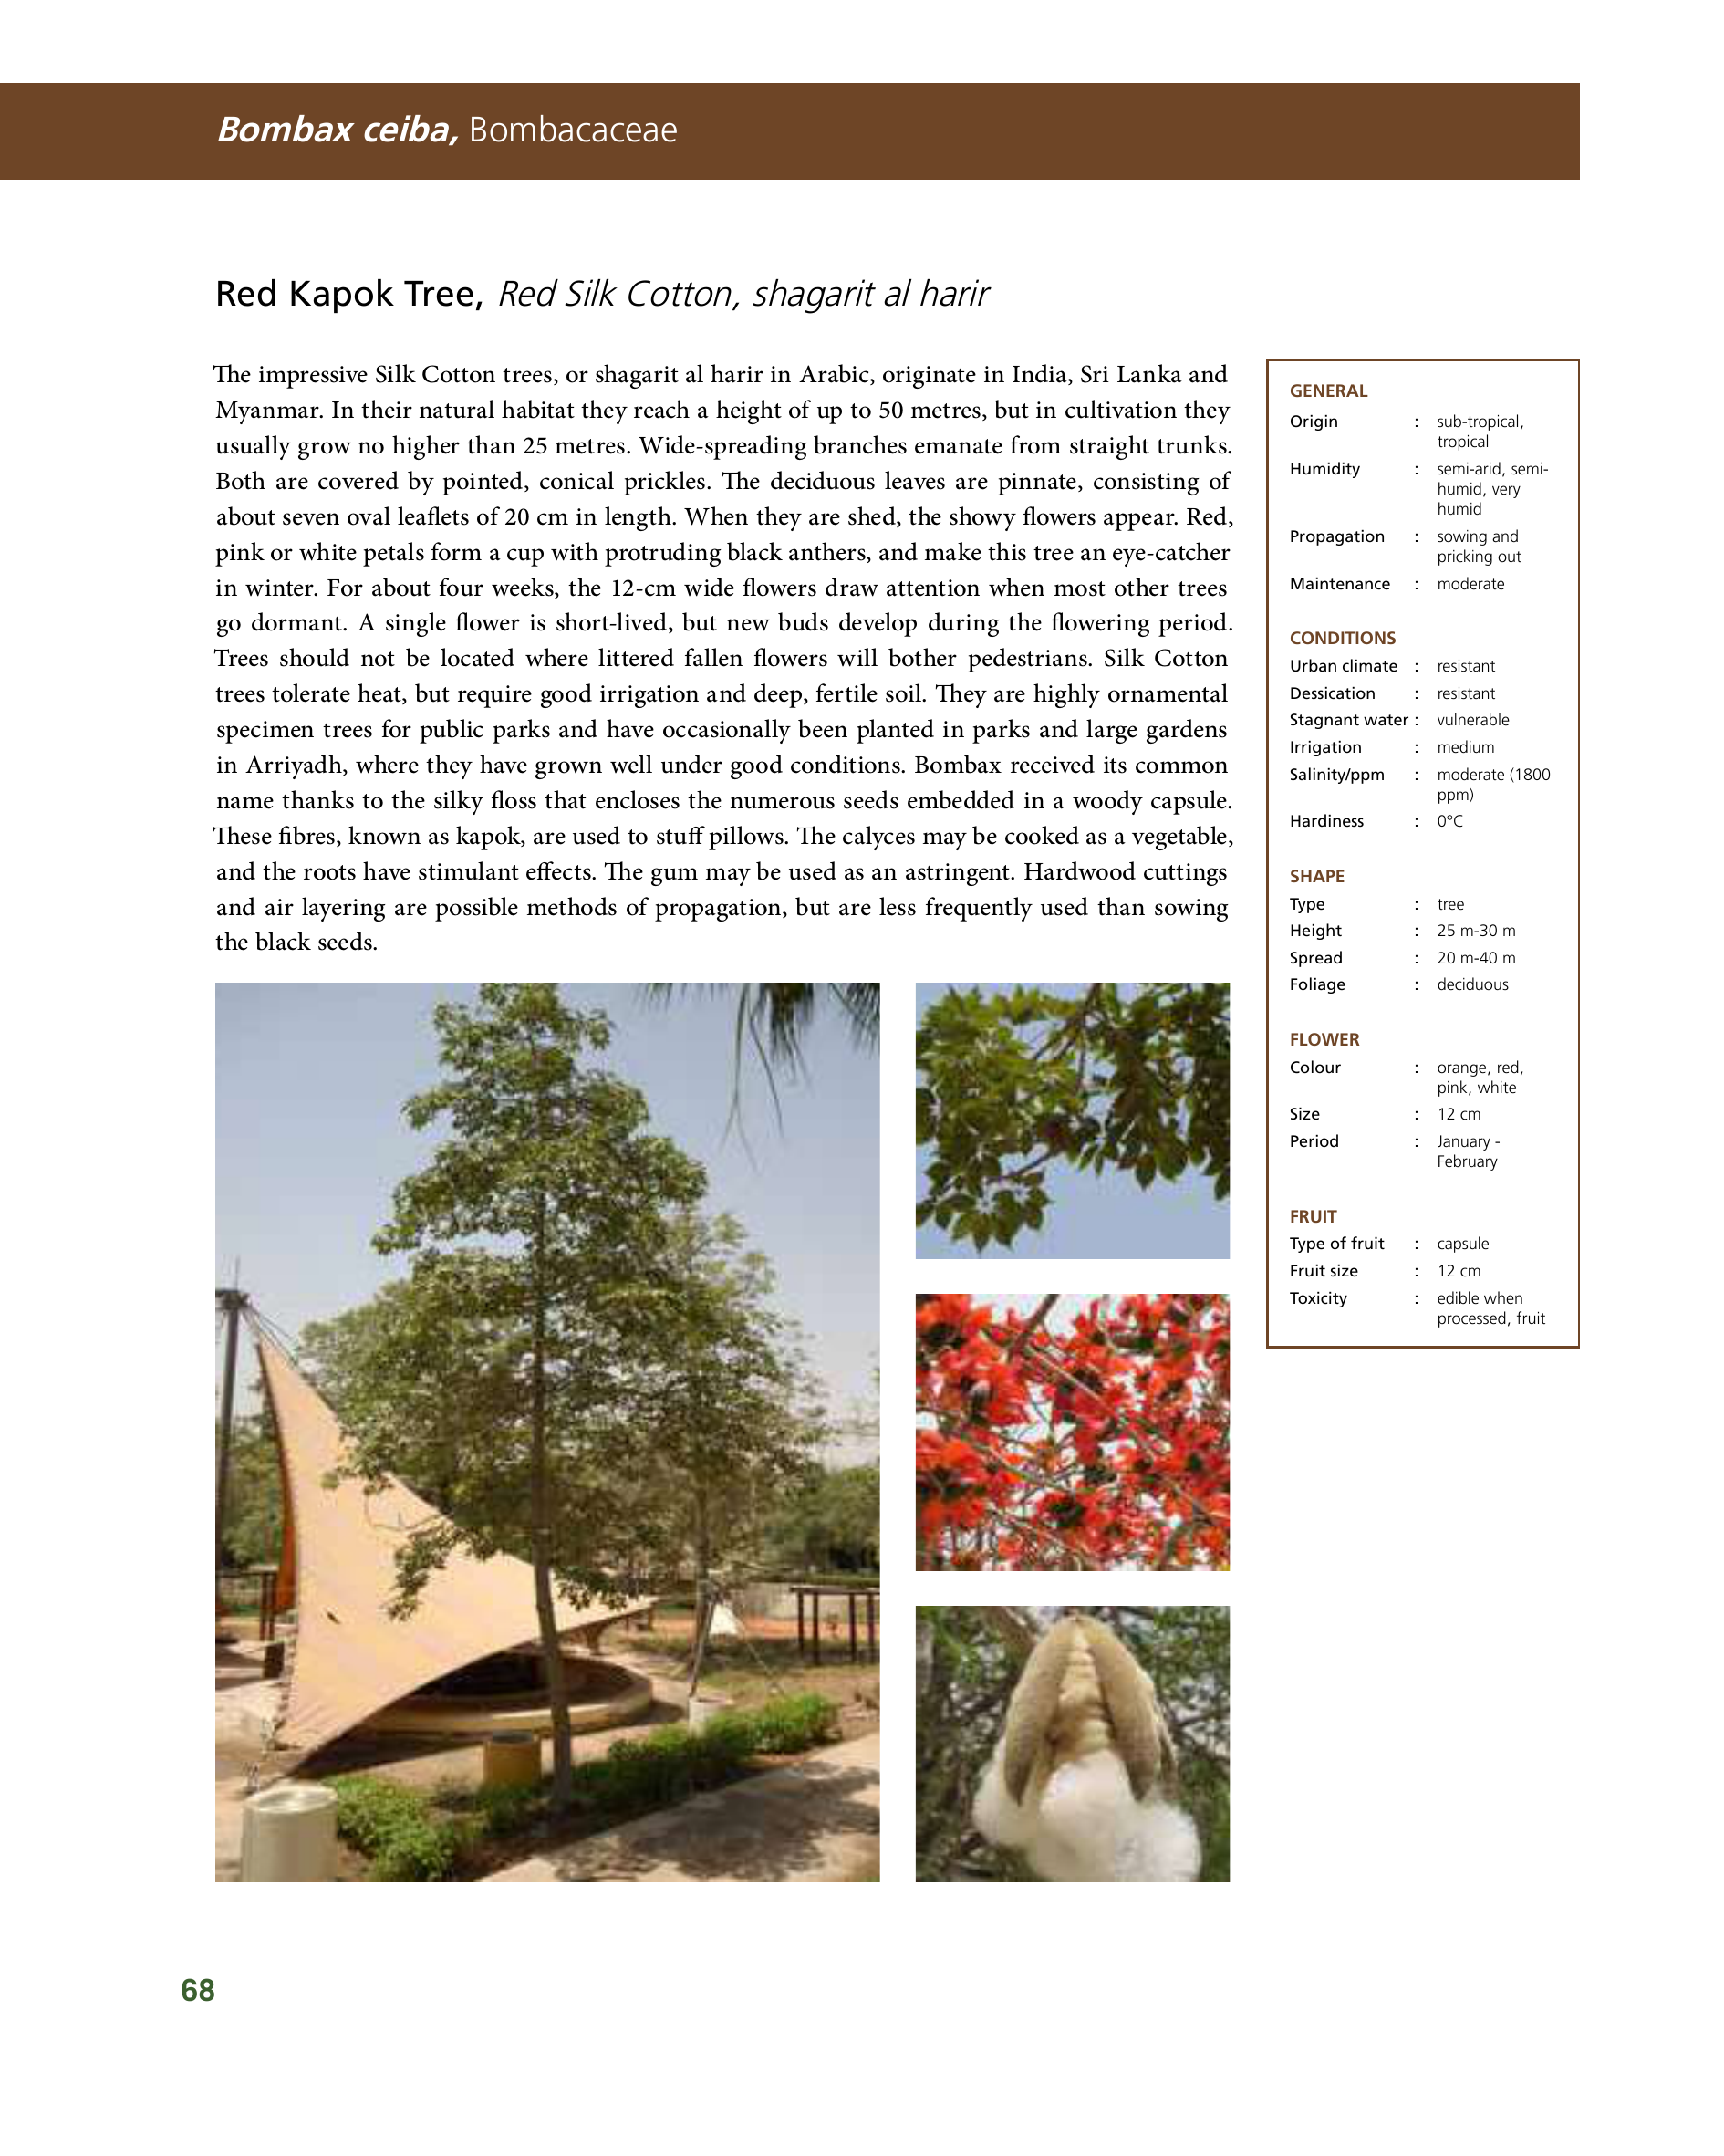 Bombax ceiba, Bombacaceae
Red Kapok Tree, Red Silk Cotton, shagarit al harir
The impressive Silk Cotton trees, or shagarit al harir in Arabic, originate in India, Sri Lanka and
Myanmar. In their natural habitat they reach a height of up to 50 metres, but in cultivation they
usually grow no higher than 25 metres. Wide-spreading branches emanate from straight trunks.
Both are covered by pointed, conical prickles. The deciduous leaves are pinnate, consisting of
about seven oval leaflets of 20 cm in length. When they are shed, the showy flowers appear. Red,
pink or white petals form a cup with protruding black anthers, and make this tree an eye-catcher
in winter. For about four weeks, the 12-cm wide flowers draw attention when most other trees
go dormant. A single flower is short-lived, but new buds develop during the flowering period.
Trees should not be located where littered fallen flowers will bother pedestrians. Silk Cotton
trees tolerate heat, but require good irrigation and deep, fertile soil. They are highly ornamental
specimen trees for public parks and have occasionally been planted in parks and large gardens
in Arriyadh, where they have grown well under good conditions. Bombax received its common
name thanks to the silky floss that encloses the numerous seeds embedded in a woody capsule.
These fibres, known as kapok, are used to stuff pillows. The calyces may be cooked as a vegetable,
and the roots have stimulant effects. The gum may be used as an astringent. Hardwood cuttings
and air layering are possible methods of propagation, but are less frequently used than sowing
the black seeds.
GENERAL
Origin : sub-tropical,
tropical
Humidity : semi-arid, semi-
humid, very
humid
Propagation : sowing and
pricking out
Maintenance : moderate
CONDITIONS
Urban climate : resistant
Dessication : resistant
Stagnant water : vulnerable
Irrigation : medium
Salinity/ppm : moderate (1800
ppm)
Hardiness : 0°C
SHAPE
Type : tree
Height : 25 m-30 m
Spread : 20 m-40 m
Foliage : deciduous
FLOWER
Colour : orange, red,
pink, white
Size : 12 cm
Period : January -
February
FRUIT
Type of fruit : capsule
Fruit size : 12 cm
Toxicity : edible when
processed, fruit
68